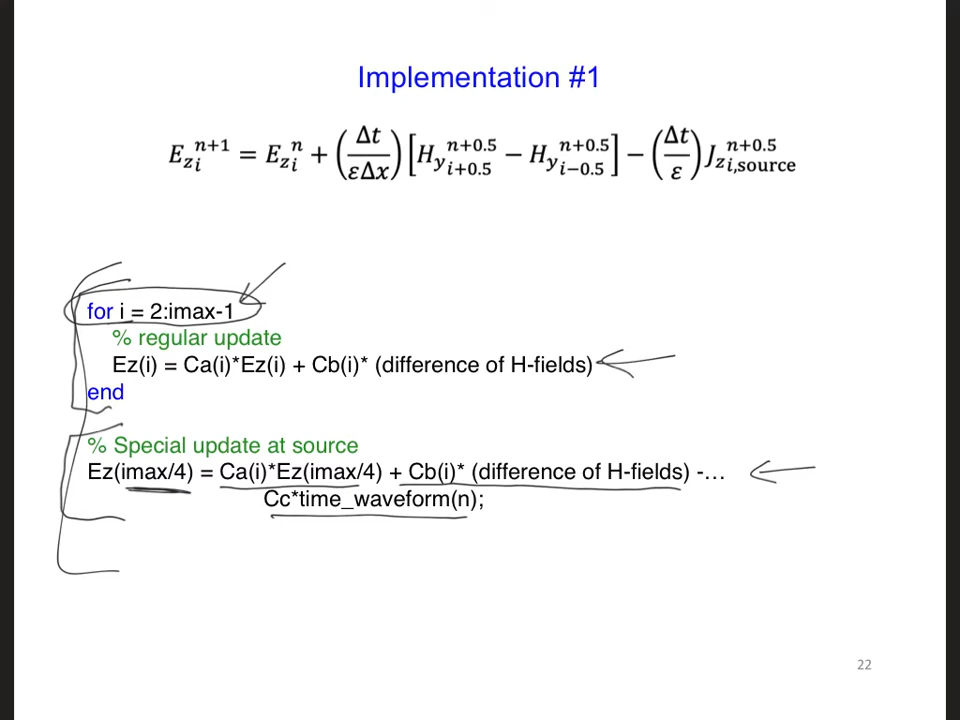 Implementation #1
E_{z_i}^{n+1} = E_{z_i}^{n} + (Δt/εΔx) [H_{y_{i+0.5}}^{n+0.5} − H_{y_{i−0.5}}^{n+0.5}] − (Δt/ε) J_{z_{i,source}}^{n+0.5}
for i = 2:imax-1
% regular update
Ez(i) = Ca(i)*Ez(i) + Cb(i)* (difference of H-fields)
end
% Special update at source
Ez(imax/4) = Ca(i)*Ez(imax/4) + Cb(i)* (difference of H-fields) -…
Cc*time_waveform(n);
22